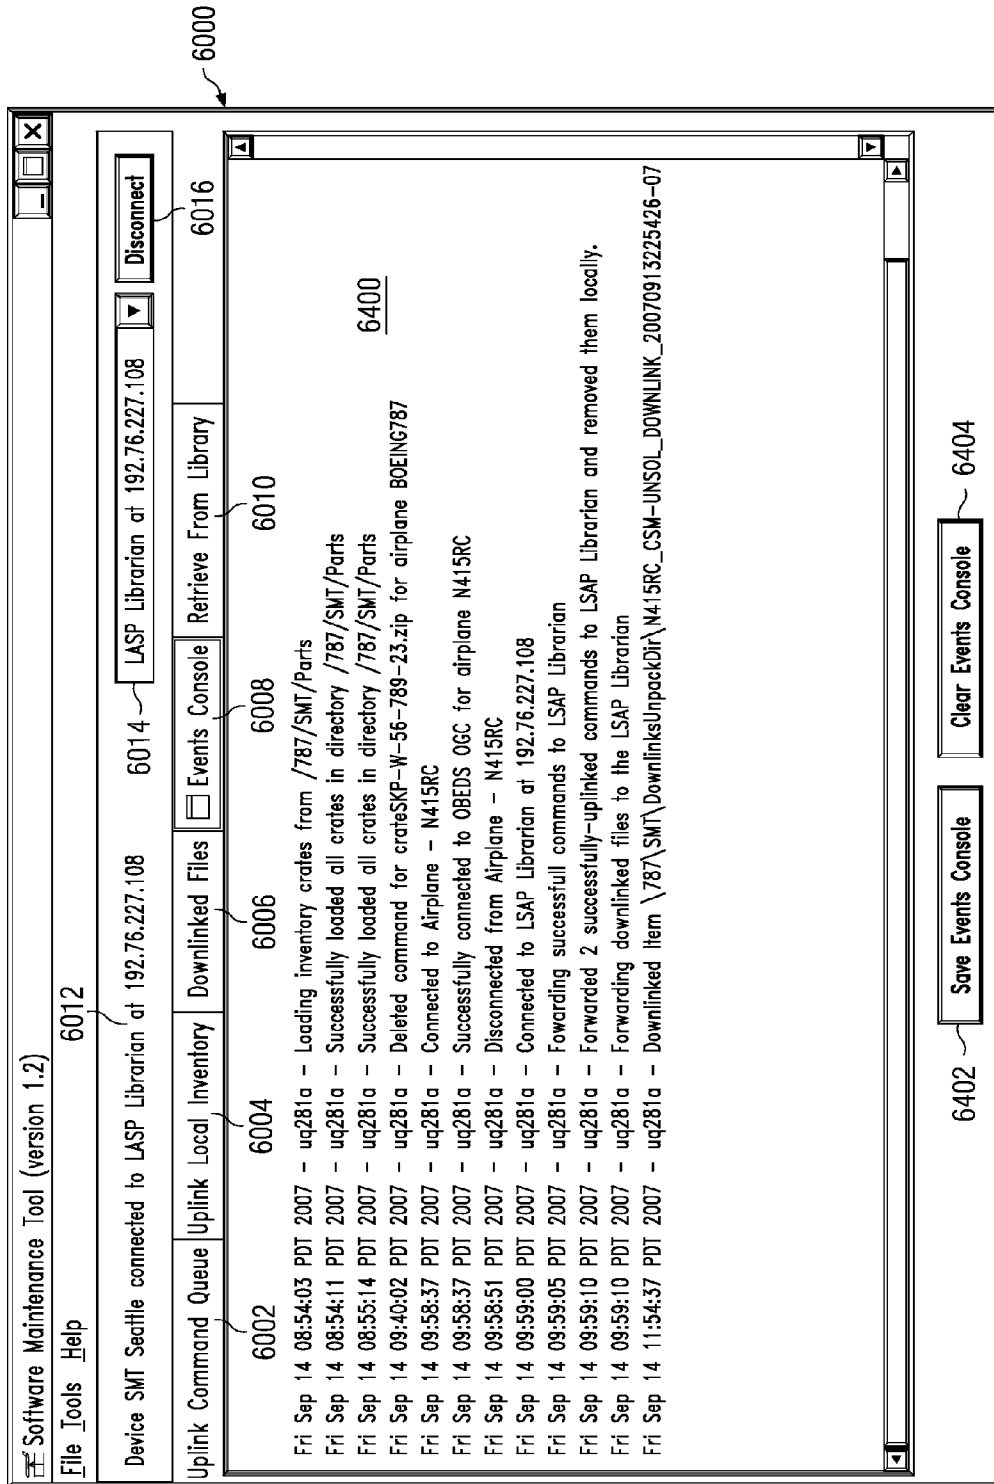 Software Maintenance Tool (version 1.2)
File Tools Help
6012
Device SMT Seattle connected to LASP Librarian at 192.76.227.108
6014
LASP Librarian at 192.76.227.108
Disconnect
6016
6000
Uplink Command Queue
Uplink Local Inventory
Downlinked Files
Events Console
Retrieve From Library
6002
6004
6006
6008
6010
6400
Fri Sep 14 08:54:03 PDT 2007 - uq281a - Loading inventory crates from /787/SMT/Parts
Fri Sep 14 08:54:11 PDT 2007 - uq281a - Successfully loaded all crates in directory /787/SMT/Parts
Fri Sep 14 08:55:14 PDT 2007 - uq281a - Successfully loaded all crates in directory /787/SMT/Parts
Fri Sep 14 09:40:02 PDT 2007 - uq281a - Deleted command for crateSKP-W-56-789-23.zip for airplane BOEING787
Fri Sep 14 09:58:37 PDT 2007 - uq281a - Connected to Airplane - N415RC
Fri Sep 14 09:58:37 PDT 2007 - uq281a - Successfully connected to OBEDS OGC for airplane N415RC
Fri Sep 14 09:58:51 PDT 2007 - uq281a - Disconnected from Airplane - N415RC
Fri Sep 14 09:59:00 PDT 2007 - uq281a - Connected to LSAP Librarian at 192.76.227.108
Fri Sep 14 09:59:05 PDT 2007 - uq281a - Forwarding successfull commands to LSAP Librarian
Fri Sep 14 09:59:10 PDT 2007 - uq281a - Forwarded 2 successfully-uplinked commands to LSAP Librarian and removed them locally.
Fri Sep 14 09:59:10 PDT 2007 - uq281a - Forwarding downlinked files to the LSAP Librarian
Fri Sep 14 11:54:37 PDT 2007 - uq281a - Downlinked Item \787\SMT\DownlinksUnpackDir\N415RC_CSM-UNSOL_DOWNLINK_20070913225426-07
6402
Save Events Console
Clear Events Console
6404